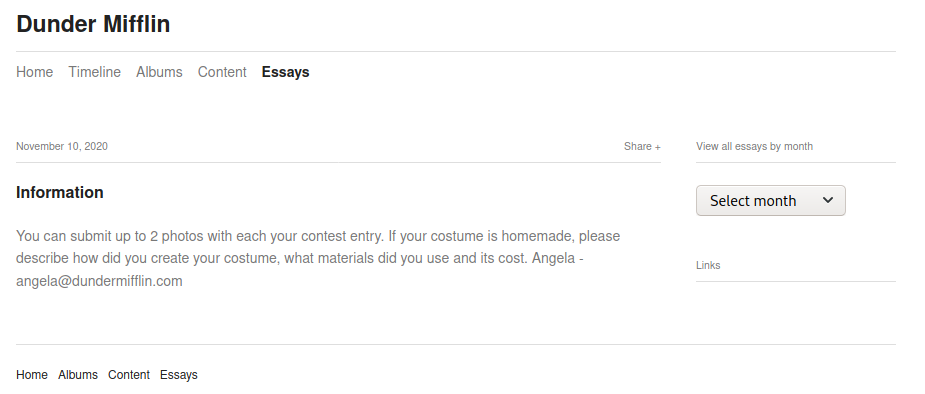 Dunder Mifflin
Home Timeline Albums Content Essays
November 10, 2020 Share +
Information
You can submit up to 2 photos with each your contest entry. If your costume is homemade, please
describe how did you create your costume, what materials did you use and its cost. Angela -
angela@dundermifflin.com
View all essays by month
Select month
Links
Home Albums Content Essays